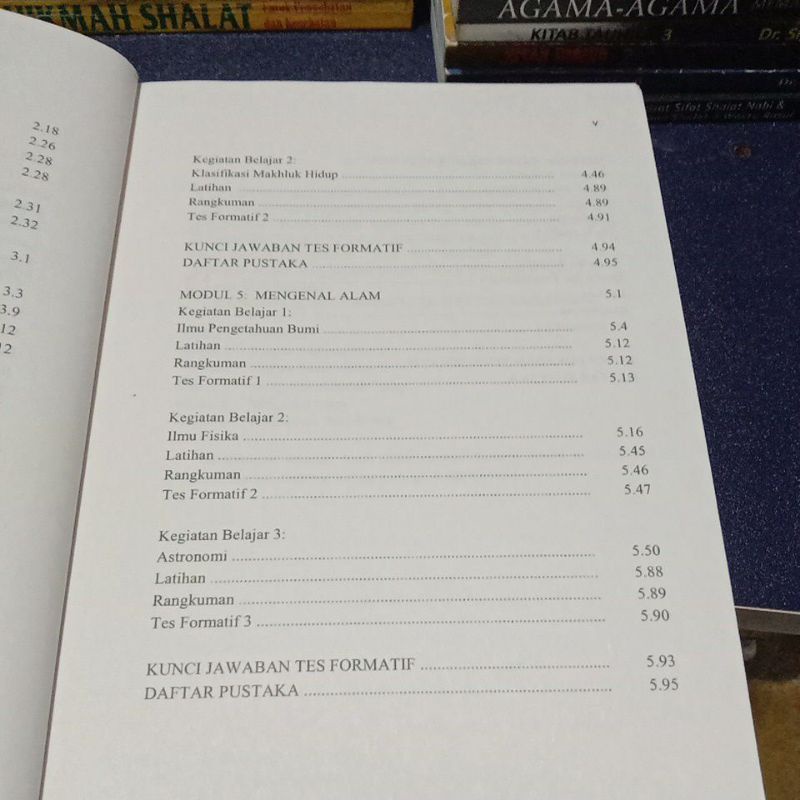 HIKMAH SHALAT
AGAMA-AGAMA
KITAB 3
2.18
2.26
2.28
2.28
2.31
2.32
3.1
3.3
3.9
v
Kegiatan Belajar 2:
Klasifikasi Makhluk Hidup .................... 4.46
Latihan .................... 4.89
Rangkuman .................... 4.89
Tes Formatif 2 .................... 4.91
KUNCI JAWABAN TES FORMATIF .................... 4.94
DAFTAR PUSTAKA .................... 4.95
MODUL 5: MENGENAL ALAM 5.1
Kegiatan Belajar 1:
Ilmu Pengetahuan Bumi .................... 5.4
Latihan .................... 5.12
Rangkuman .................... 5.12
Tes Formatif 1 .................... 5.13
Kegiatan Belajar 2:
Ilmu Fisika .................... 5.16
Latihan .................... 5.45
Rangkuman .................... 5.46
Tes Formatif 2 .................... 5.47
Kegiatan Belajar 3:
Astronomi .................... 5.50
Latihan .................... 5.88
Rangkuman .................... 5.89
Tes Formatif 3 .................... 5.90
KUNCI JAWABAN TES FORMATIF .................... 5.93
DAFTAR PUSTAKA .................... 5.95